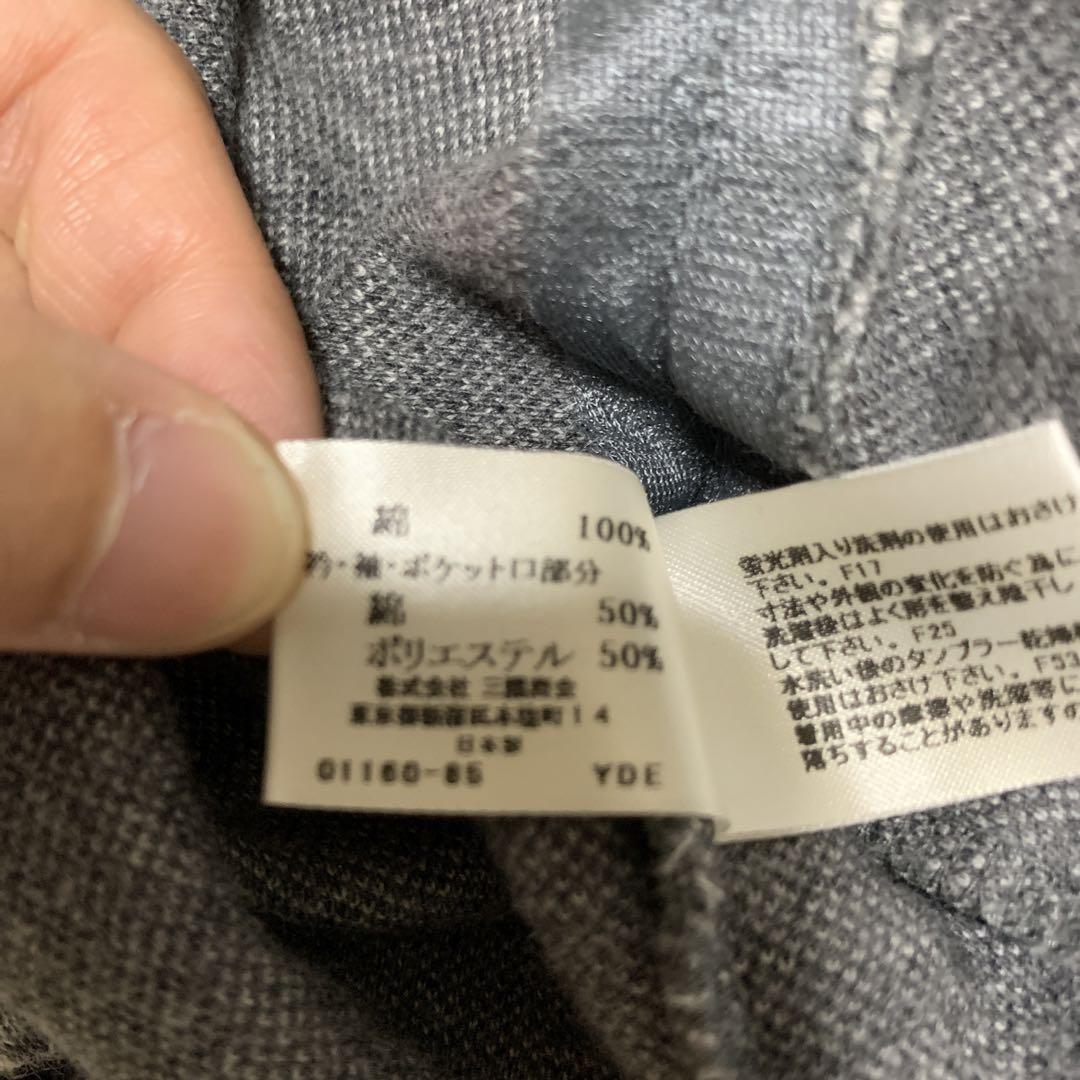 綿 100%
衿・袖・ポケット口部分
綿 50%
ポリエステル 50%
株式会社 三陽商会
東京都新宿区本塩町14
日本製
01160-85 YDE
蛍光剤入り洗剤の使用はおさけ
下さい。F17
寸法や外観の変化を防ぐ為に
洗濯後はよく形を整え陰干し
して下さい。F25
水洗い後のタンブラー乾燥
使用はおさけ下さい。F53
着用中の摩擦や洗濯等に
落ちすることがありますの